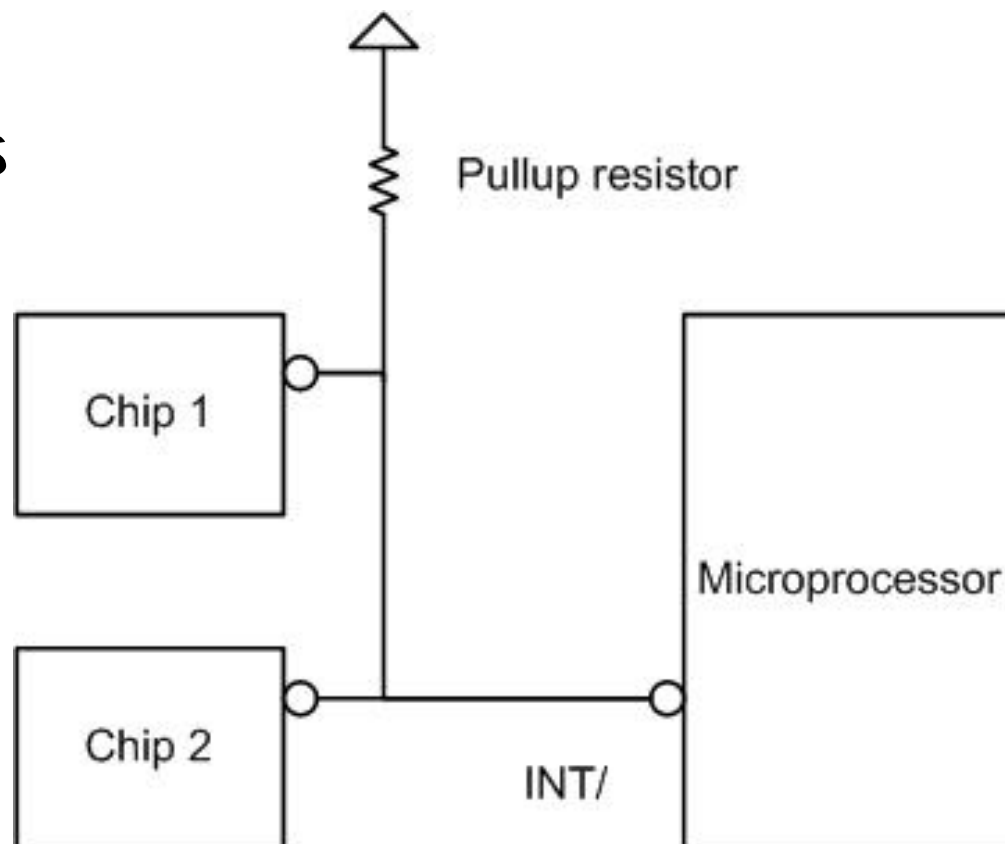 s
Pullup resistor
Chip 1
Microprocessor
Chip 2
INT/